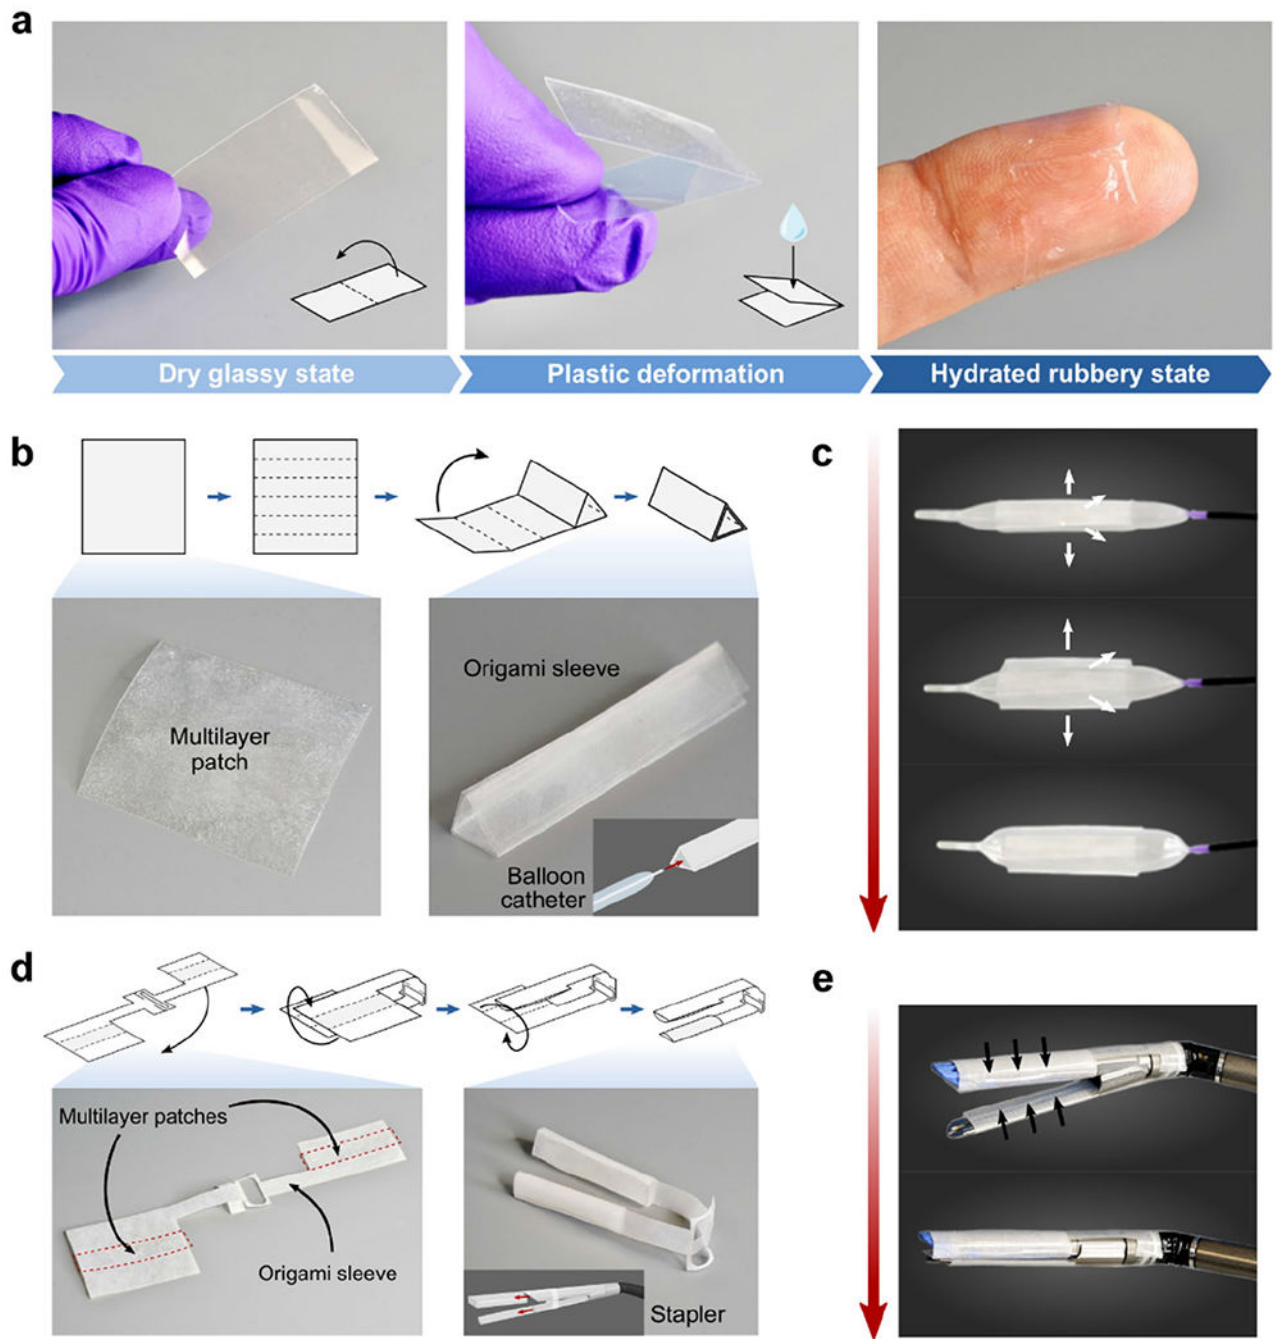 a
Dry glassy state
Plastic deformation
Hydrated rubbery state
b
c
Multilayer
patch
Origami sleeve
Balloon
catheter
d
e
Multilayer patches
Origami sleeve
Stapler